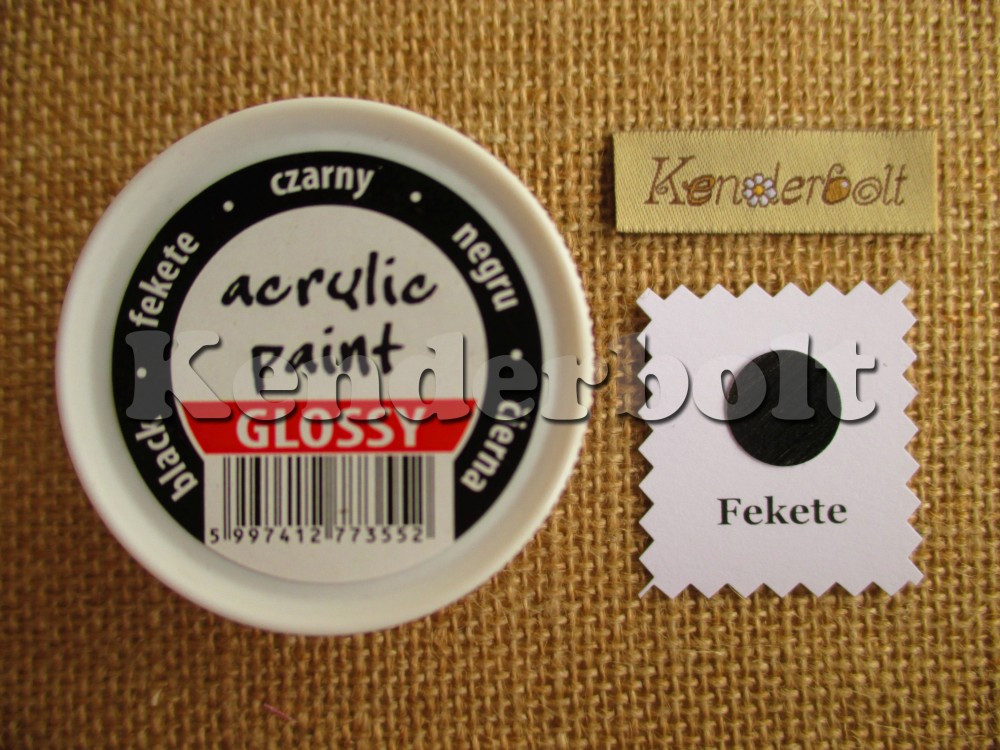 black • fekete • czarny • negru • čierna
acrylic
paint
GLOSSY
5 997412 773552
Kenderbolt
Fekete
Kenderbolt